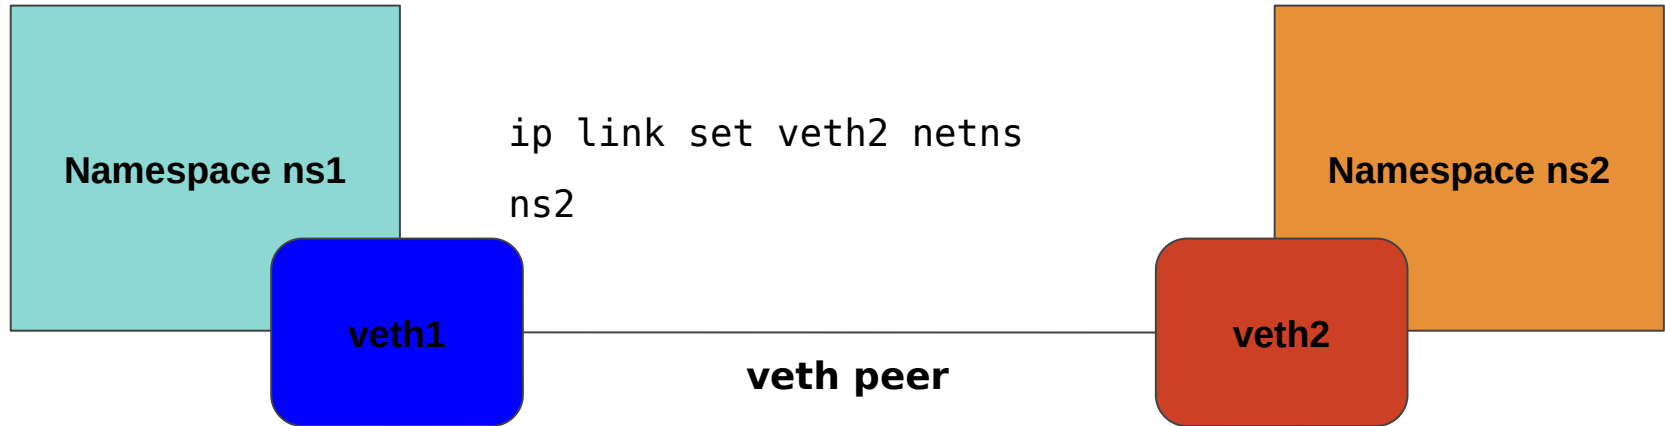 ip link set veth2 netns
ns2
Namespace ns1
Namespace ns2
veth1
veth2
veth peer